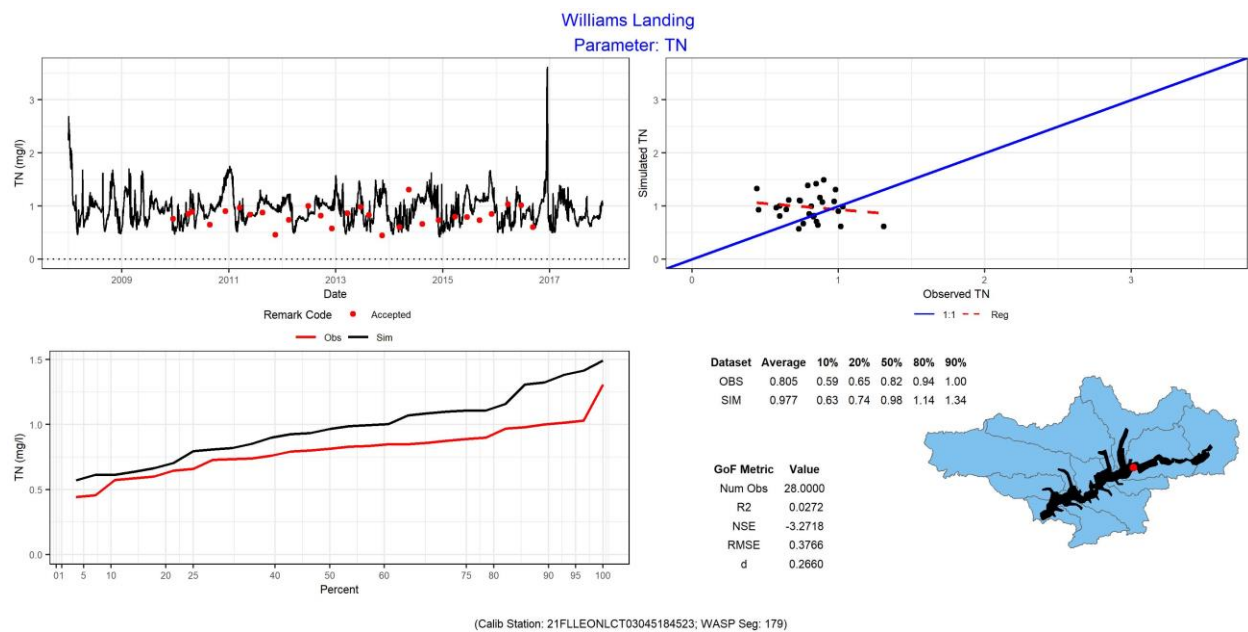 Williams Landing
Parameter: TN
TN (mg/l)
3
2
1
0
2009 2011 2013 2015 2017
Date
Remark Code Accepted
Simulated TN
3
2
1
0
0 1 2 3
Observed TN
1:1 Reg
Obs Sim
TN (mg/l)
1.5
1.0
0.5
0.0
0 1 5 10 20 25 40 50 60 75 80 90 95 100
Percent
Dataset Average 10% 20% 50% 80% 90%
OBS 0.805 0.59 0.65 0.82 0.94 1.00
SIM 0.977 0.63 0.74 0.98 1.14 1.34
GoF Metric Value
Num Obs 28.0000
R2 0.0272
NSE -3.2718
RMSE 0.3766
d 0.2660
(Calib Station: 21FLLEONLCT03045184523; WASP Seg: 179)